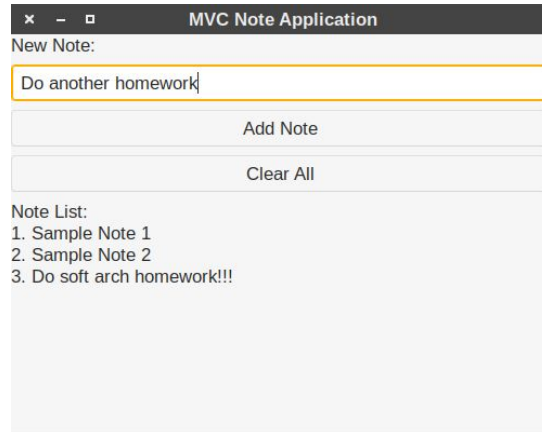 MVC Note Application
New Note:
Do another homework
Add Note
Clear All
Note List:
1. Sample Note 1
2. Sample Note 2
3. Do soft arch homework!!!